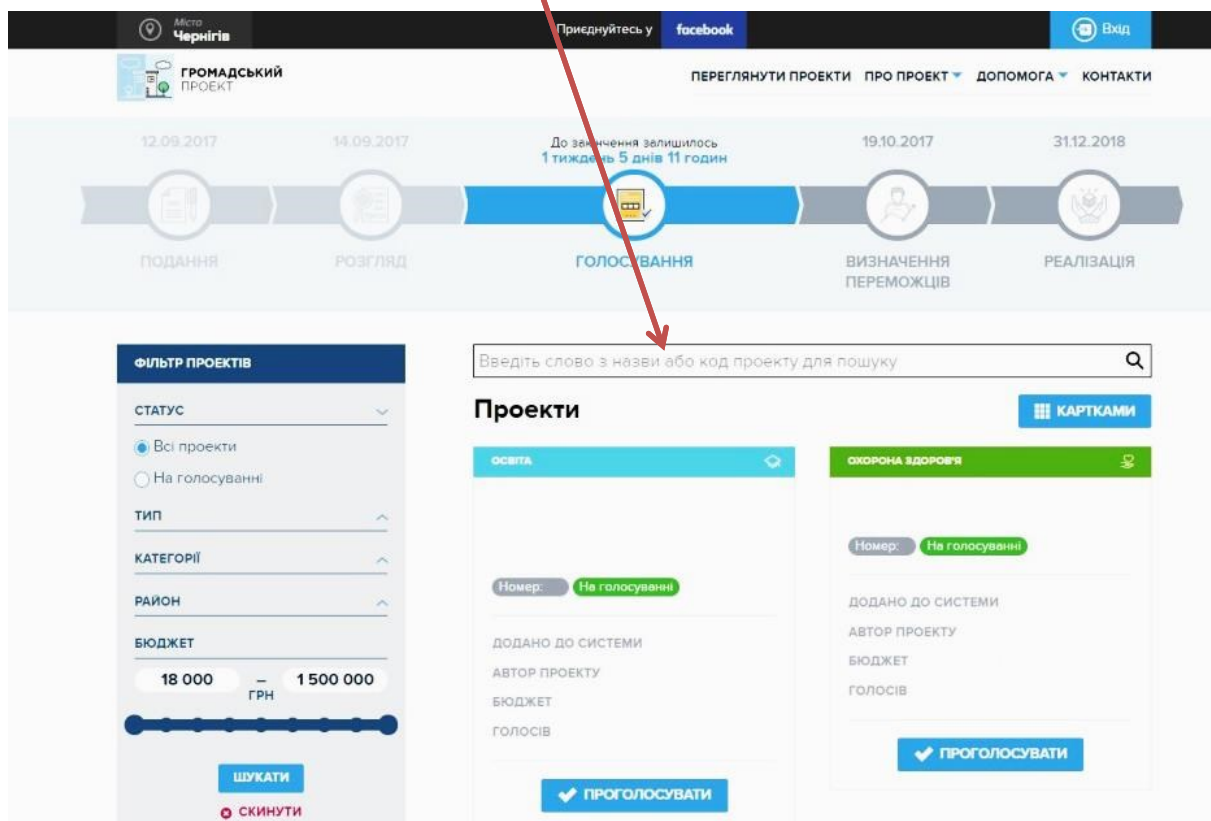 Місто
Чернігів
Приєднуйтесь у facebook
Вхід
ГРОМАДСЬКИЙ
ПРОЕКТ
ПЕРЕГЛЯНУТИ ПРОЕКТИ ПРО ПРОЕКТ ДОПОМОГА КОНТАКТИ
12.09.2017
14.09.2017
До закінчення залишилось
1 тиждень 5 днів 11 годин
19.10.2017
31.12.2018
ПОДАННЯ
РОЗГЛЯД
ГОЛОСУВАННЯ
ВИЗНАЧЕННЯ
ПЕРЕМОЖЦІВ
РЕАЛІЗАЦІЯ
ФІЛЬТР ПРОЕКТІВ
СТАТУС
Всі проекти
На голосуванні
ТИП
КАТЕГОРІЇ
РАЙОН
БЮДЖЕТ
18 000 – 1 500 000
ГРН
ШУКАТИ
СКИНУТИ
Введіть слово з назви або код проекту для пошуку
Проекти
КАРТКАМИ
ОСВІТА
Номер: На голосуванні
ДОДАНО ДО СИСТЕМИ
АВТОР ПРОЕКТУ
БЮДЖЕТ
ГОЛОСІВ
ПРОГОЛОСУВАТИ
ОХОРОНА ЗДОРОВ'Я
Номер: На голосуванні
ДОДАНО ДО СИСТЕМИ
АВТОР ПРОЕКТУ
БЮДЖЕТ
ГОЛОСІВ
ПРОГОЛОСУВАТИ